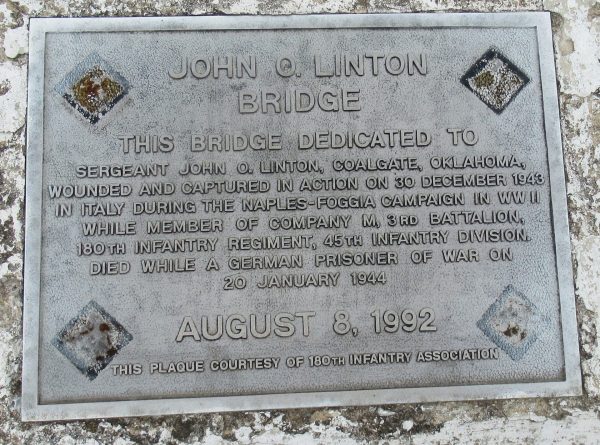 JOHN O. LINTON
BRIDGE
THIS BRIDGE DEDICATED TO
SERGEANT JOHN O. LINTON, COALGATE, OKLAHOMA,
WOUNDED AND CAPTURED IN ACTION ON 30 DECEMBER 1943
IN ITALY DURING THE NAPLES-FOGGIA CAMPAIGN IN WW II
WHILE MEMBER OF COMPANY M, 3RD BATTALION,
180TH INFANTRY REGIMENT, 45TH INFANTRY DIVISION.
DIED WHILE A GERMAN PRISONER OF WAR ON
20 JANUARY 1944
AUGUST 8, 1992
THIS PLAQUE COURTESY OF 180TH INFANTRY ASSOCIATION